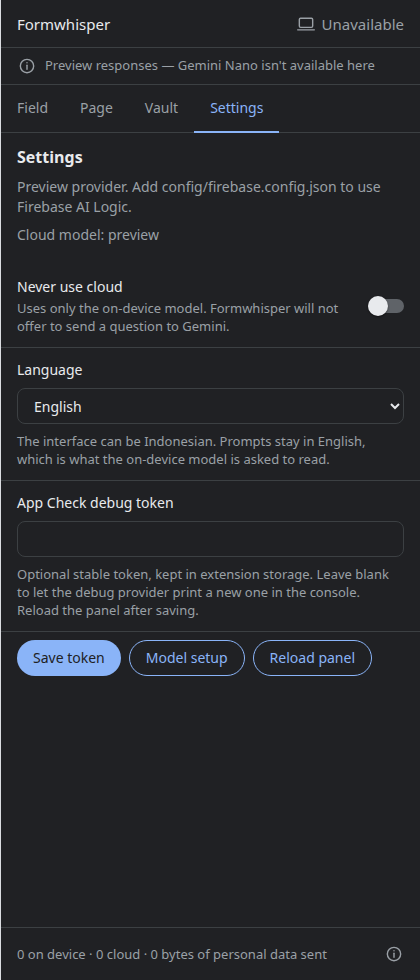 Formwhisper
Unavailable
Preview responses — Gemini Nano isn't available here
Field
Page
Vault
Settings
Settings
Preview provider. Add config/firebase.config.json to use
Firebase AI Logic.
Cloud model: preview
Never use cloud
Uses only the on-device model. Formwhisper will not
offer to send a question to Gemini.
Language
English
The interface can be Indonesian. Prompts stay in English,
which is what the on-device model is asked to read.
App Check debug token
Optional stable token, kept in extension storage. Leave blank
to let the debug provider print a new one in the console.
Reload the panel after saving.
Save token
Model setup
Reload panel
0 on device · 0 cloud · 0 bytes of personal data sent